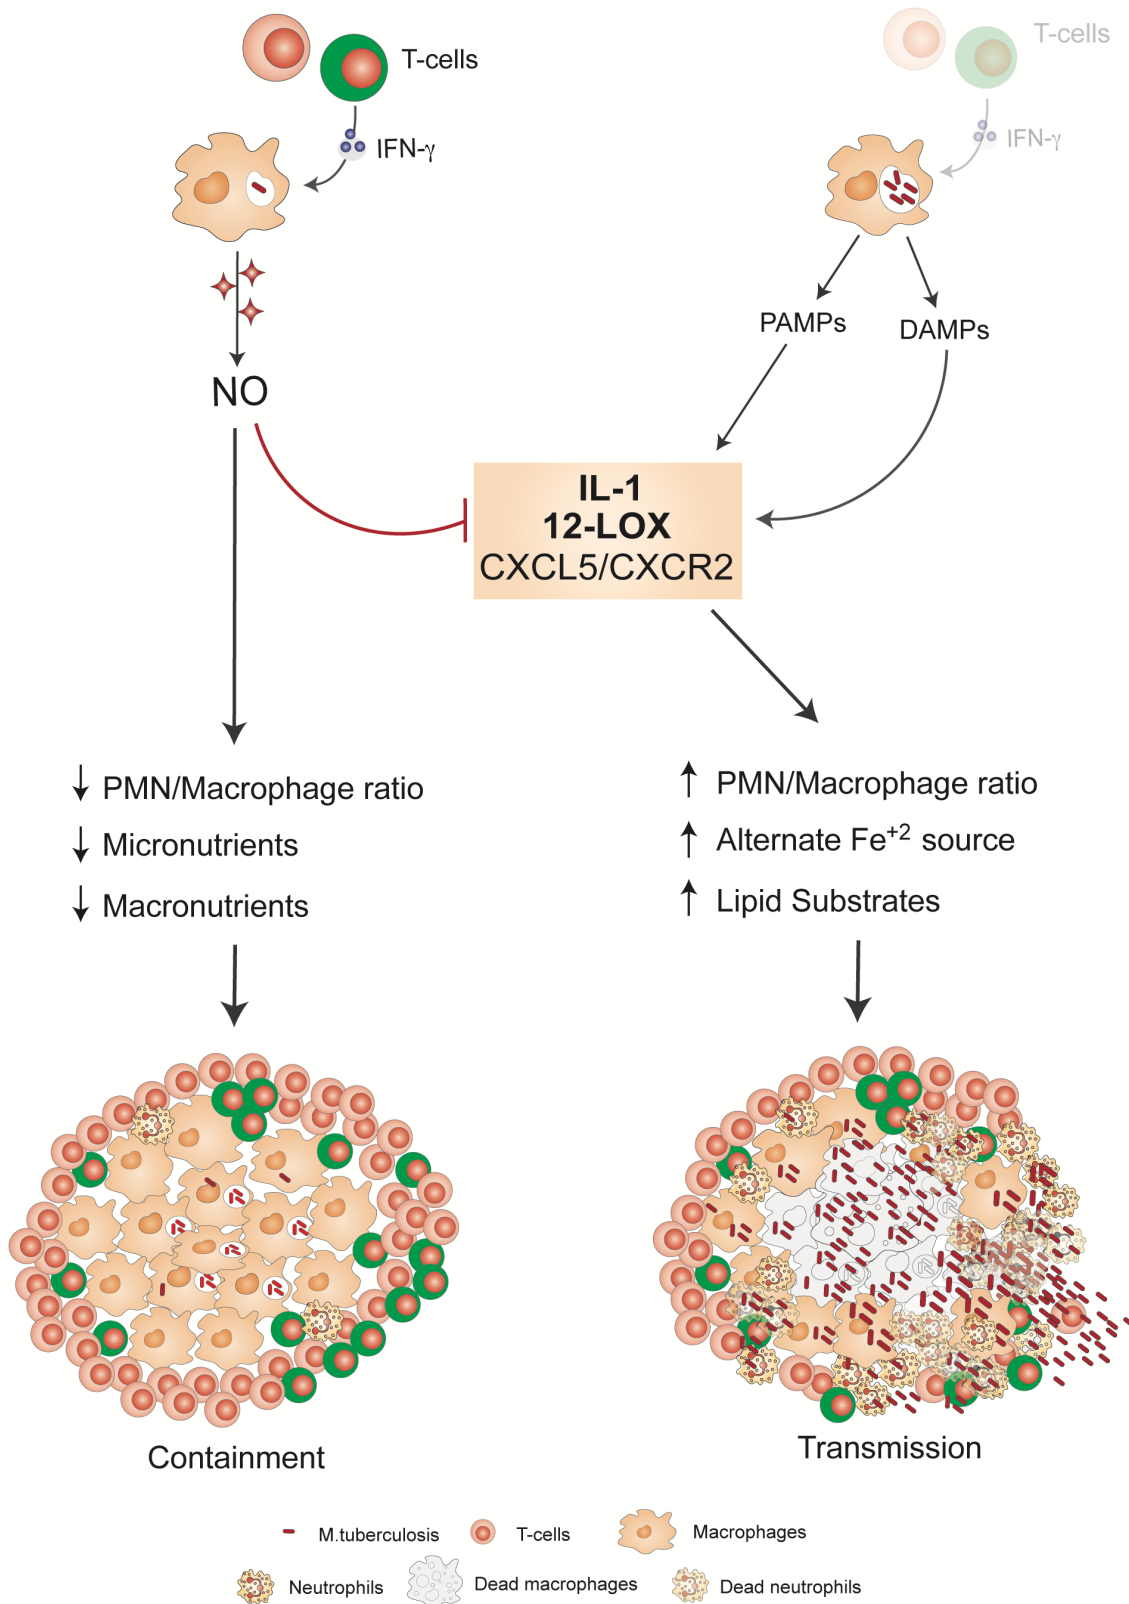 T-cells
IFN-γ
NO
T-cells
IFN-γ
PAMPs
DAMPs
IL-1
12-LOX
CXCL5/CXCR2
↓ PMN/Macrophage ratio
↓ Micronutrients
↓ Macronutrients
↑ PMN/Macrophage ratio
↑ Alternate Fe⁺² source
↑ Lipid Substrates
Containment
Transmission
M.tuberculosis
T-cells
Macrophages
Neutrophils
Dead macrophages
Dead neutrophils